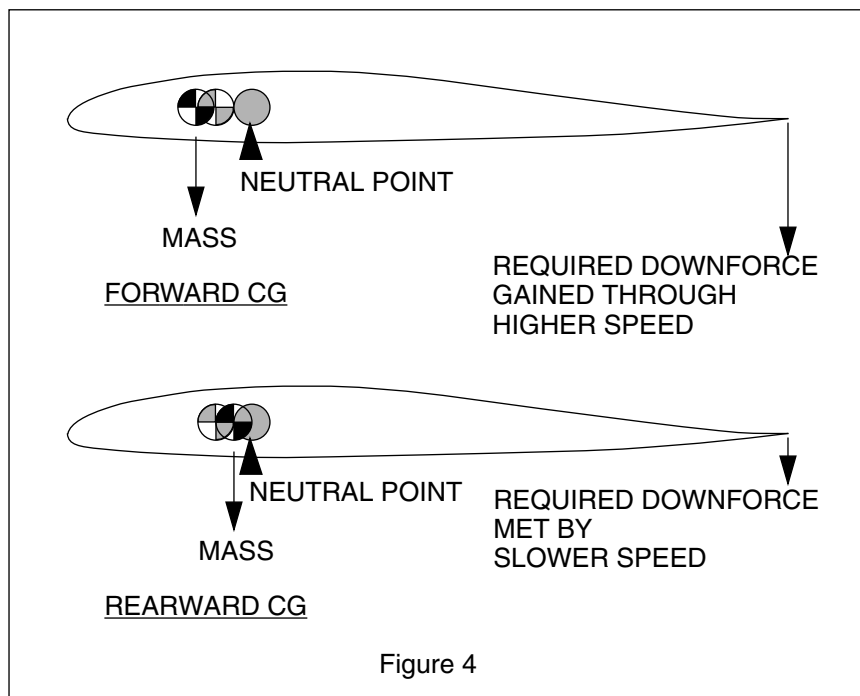 NEUTRAL POINT
MASS
FORWARD CG
REQUIRED DOWNFORCE
GAINED THROUGH
HIGHER SPEED
NEUTRAL POINT
MASS
REARWARD CG
REQUIRED DOWNFORCE
MET BY
SLOWER SPEED
Figure 4